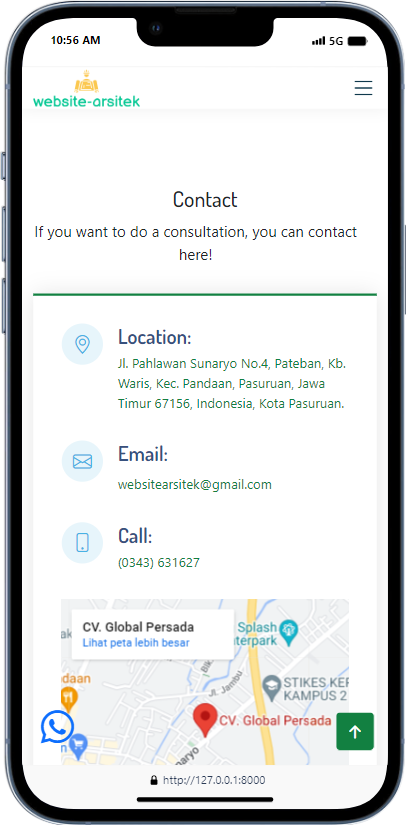 10:56 AM
5G
website-arsitek
Contact
If you want to do a consultation, you can contact
here!
Location:
Jl. Pahlawan Sunaryo No.4, Pateban, Kb.
Waris, Kec. Pandaan, Pasuruan, Jawa
Timur 67156, Indonesia, Kota Pasuruan.
Email:
websitearsitek@gmail.com
Call:
(0343) 631627
CV. Global Persada
Lihat peta lebih besar
Splash
terpark
Jl. Jambu
STIKES KEP
KAMPUS 2
daan
CV. Global Persada
naryo
http://127.0.0.1:8000